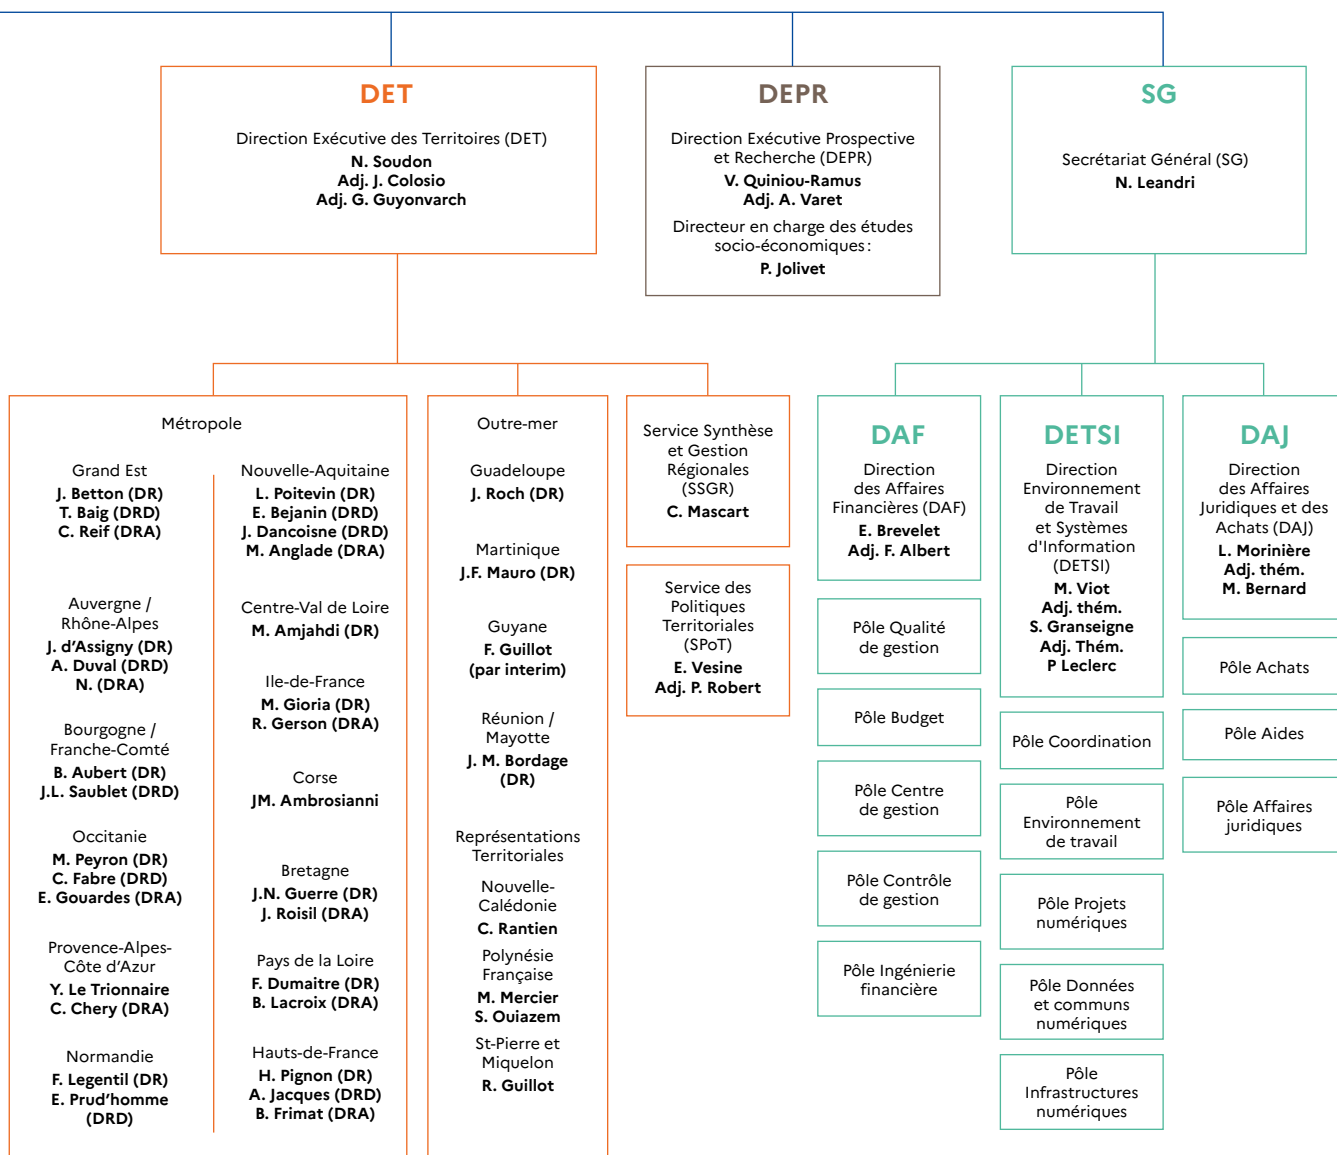 DET
Direction Exécutive des Territoires (DET)
N. Soudon
Adj. J. Colosio
Adj. G. Guyonvarch
DEPR
Direction Exécutive Prospective
et Recherche (DEPR)
V. Quiniou-Ramus
Adj. A. Varet
Directeur en charge des études
socio-économiques :
P. Jolivet
SG
Secrétariat Général (SG)
N. Leandri
Métropole
Grand Est
J. Betton (DR)
T. Baig (DRD)
C. Reif (DRA)
Auvergne /
Rhône-Alpes
J. d'Assigny (DR)
A. Duval (DRD)
N. (DRA)
Bourgogne /
Franche-Comté
B. Aubert (DR)
J.L. Saublet (DRD)
Occitanie
M. Peyron (DR)
C. Fabre (DRD)
E. Gouardes (DRA)
Provence-Alpes-
Côte d'Azur
Y. Le Trionnaire
C. Chery (DRA)
Normandie
F. Legentil (DR)
E. Prud'homme
(DRD)
Nouvelle-Aquitaine
L. Poitevin (DR)
E. Bejanin (DRD)
J. Dancoisne (DRD)
M. Anglade (DRA)
Centre-Val de Loire
M. Amjahdi (DR)
Ile-de-France
M. Gioria (DR)
R. Gerson (DRA)
Corse
JM. Ambrosianni
Bretagne
J.N. Guerre (DR)
J. Roisil (DRA)
Pays de la Loire
F. Dumaitre (DR)
B. Lacroix (DRA)
Hauts-de-France
H. Pignon (DR)
A. Jacques (DRD)
B. Frimat (DRA)
Outre-mer
Guadeloupe
J. Roch (DR)
Martinique
J.F. Mauro (DR)
Guyane
F. Guillot
(par interim)
Réunion /
Mayotte
J. M. Bordage
(DR)
Représentations
Territoriales
Nouvelle-
Calédonie
C. Rantien
Polynésie
Française
M. Mercier
S. Ouiazem
St-Pierre et
Miquelon
R. Guillot
Service Synthèse
et Gestion
Régionales
(SSGR)
C. Mascart
Service des
Politiques
Territoriales
(SPoT)
E. Vesine
Adj. P. Robert
DAF
Direction
des Affaires
Financières (DAF)
E. Brevelet
Adj. F. Albert
Pôle Qualité
de gestion
Pôle Budget
Pôle Centre
de gestion
Pôle Contrôle
de gestion
Pôle Ingénierie
financière
DETSI
Direction
Environnement
de Travail
et Systèmes
d'Information
(DETSI)
M. Viot
Adj. thém.
S. Granseigne
Adj. Thém.
P Leclerc
Pôle Coordination
Pôle
Environnement
de travail
Pôle Projets
numériques
Pôle Données
et communs
numériques
Pôle
Infrastructures
numériques
DAJ
Direction
des Affaires
Juridiques et des
Achats (DAJ)
L. Morinière
Adj. thém.
M. Bernard
Pôle Achats
Pôle Aides
Pôle Affaires
juridiques